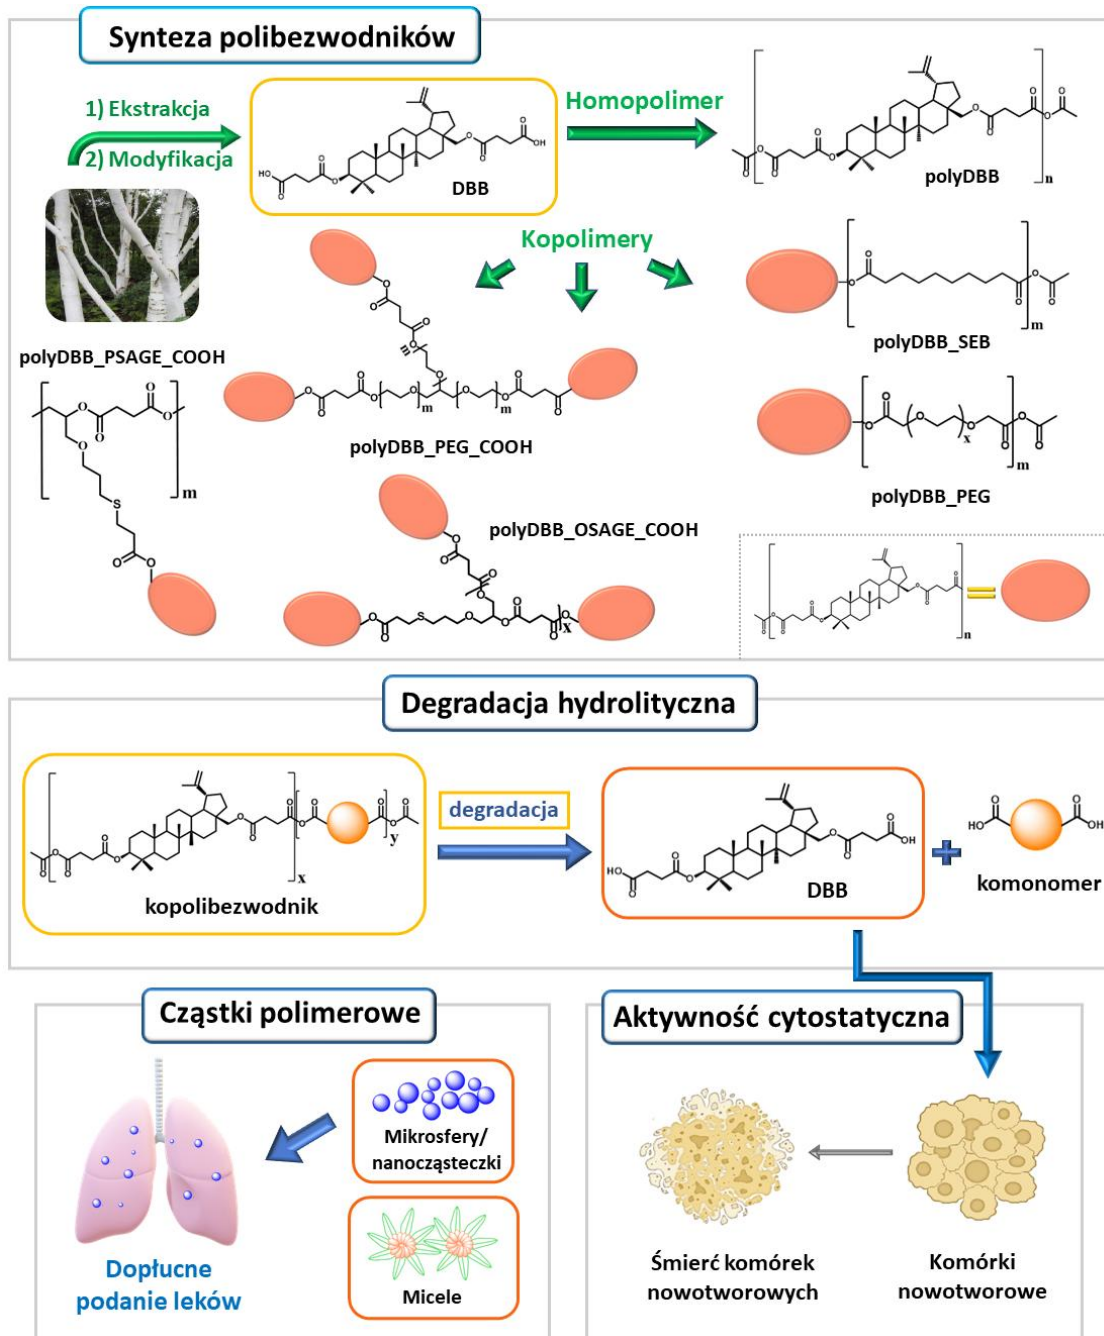 Synteza polibezwodników
1) Ekstrakcja
2) Modyfikacja
DBB
Homopolimer
polyDBB
n
Kopolimery
polyDBB_SEB
m
polyDBB_PSAGE_COOH
m
polyDBB_PEG_COOH
m
m
polyDBB_PEG
x
m
polyDBB_OSAGE_COOH
x
n
Degradacja hydrolityczna
kopolibezwodnik
x
y
degradacja
DBB
komonomer
Cząstki polimerowe
Mikrosfery/
nanocząsteczki
Micele
Dopłucne
podanie leków
Aktywność cytostatyczna
Śmierć komórek
nowotworowych
Komórki
nowotworowe